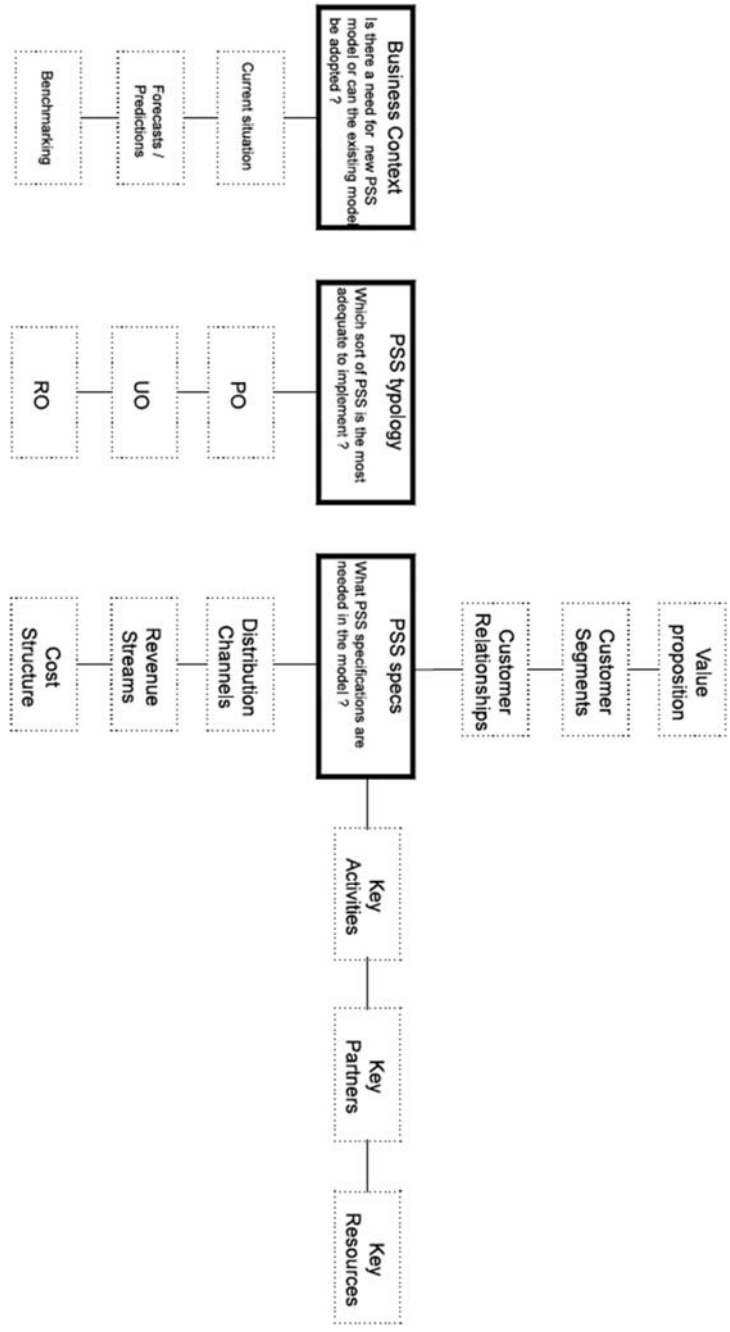 Value
proposition
Customer
Segments
Customer
Relationships
Business Context
Is there a need for new PSS
model or can the existing model
be adopted ?
PSS typology
Which sort of PSS is the most
adequate to implement ?
PSS specs
What PSS specifications are
needed in the model ?
Key
Activities
Key
Partners
Key
Resources
Current situation
PO
Distribution
Channels
Forecasts /
Predictions
UO
Revenue
Streams
Benchmarking
RO
Cost
Structure